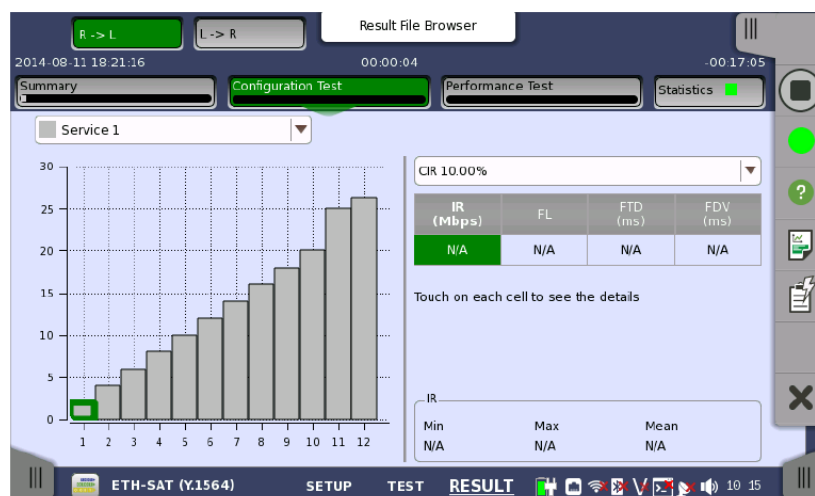 Result File Browser
R -> L
L -> R
2014-08-11 18:21:16
00:00:04
-00:17:05
Summary
Configuration Test
Performance Test
Statistics
Service 1
30
25
20
15
10
5
0
1 2 3 4 5 6 7 8 9 10 11 12
CIR 10.00%
IR (Mbps)
FL
FTD (ms)
FDV (ms)
N/A N/A N/A N/A
Touch on each cell to see the details
IR
Min Max Mean
N/A N/A N/A
ETH-SAT (Y.1564)
SETUP
TEST
RESULT
10 15